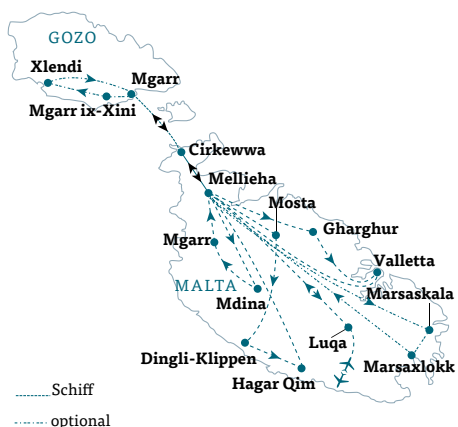 GOZO
Xlendi
Mgarr
Mgarr ix-Xini
Cirkewwa
Mellieha
Mosta
Gharghur
Mgarr
Valletta
MALTA
Marsaskala
Mdina
Luqa
Dingli-Klippen
Marsaxlokk
Hagar Qim
Schiff
optional